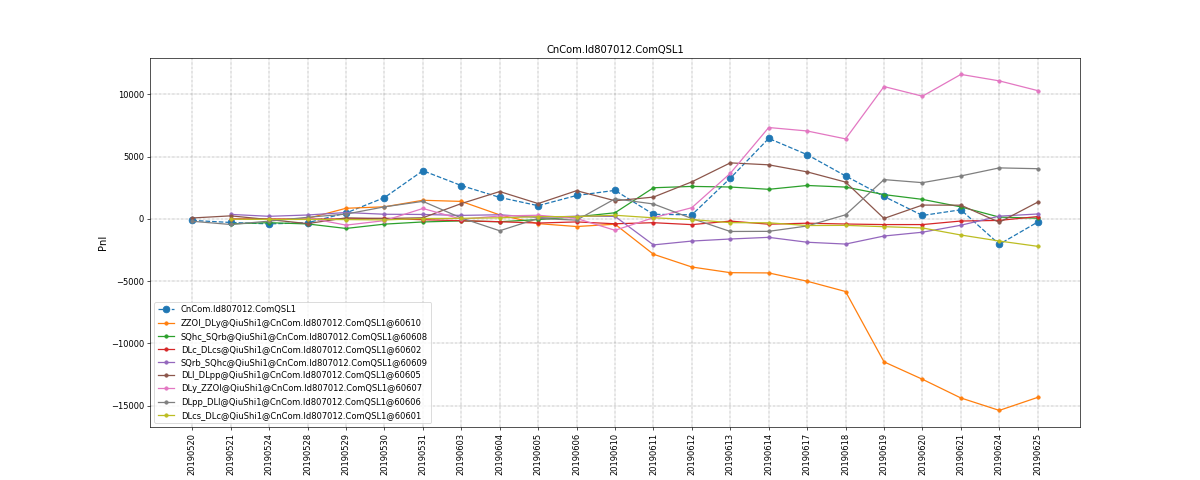 CnCom.Id807012.ComQSL1
10000
5000
0
−5000
−10000
−15000
Pnl
CnCom.Id807012.ComQSL1
ZZOI_DLy@QiuShi1@CnCom.Id807012.ComQSL1@60610
SQhc_SQrb@QiuShi1@CnCom.Id807012.ComQSL1@60608
DLc_DLcs@QiuShi1@CnCom.Id807012.ComQSL1@60602
SQrb_SQhc@QiuShi1@CnCom.Id807012.ComQSL1@60609
DLl_DLpp@QiuShi1@CnCom.Id807012.ComQSL1@60605
DLy_ZZOI@QiuShi1@CnCom.Id807012.ComQSL1@60607
DLpp_DLl@QiuShi1@CnCom.Id807012.ComQSL1@60606
DLcs_DLc@QiuShi1@CnCom.Id807012.ComQSL1@60601
20190520
20190521
20190524
20190528
20190529
20190530
20190531
20190603
20190604
20190605
20190606
20190610
20190611
20190612
20190613
20190614
20190617
20190618
20190619
20190620
20190621
20190624
20190625